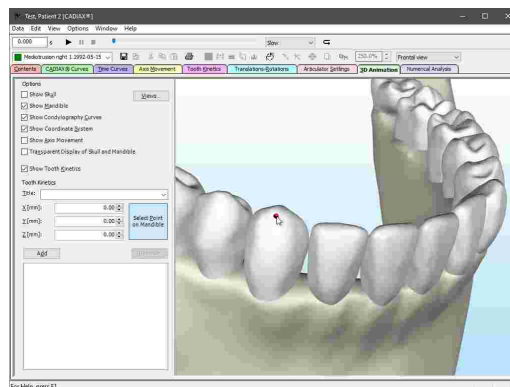 Test, Patient 2 [CADIAX®]
Data Edit View Options Window Help
0.000 s Slow
Mediotrusion right 1 1992-05-15 250.0% Frontal view
Contents CADIAX® Curves Time Curves Axis Movement Tooth Kinetics Translations-Rotations Articulator Settings 3D Animation Numerical Analysis
Options
Show Skull Views...
Show Mandible
Show Condylography Curves
Show Coordinate System
Show Axis Movement
Transparent Display of Skull and Mandible
Show Tooth Kinetics
Tooth Kinetics
Title:
X [mm]: 0.00
Y [mm]: 0.00
Z [mm]: 0.00
Select Point
on Mandible
Add Remove
For Help, press F1